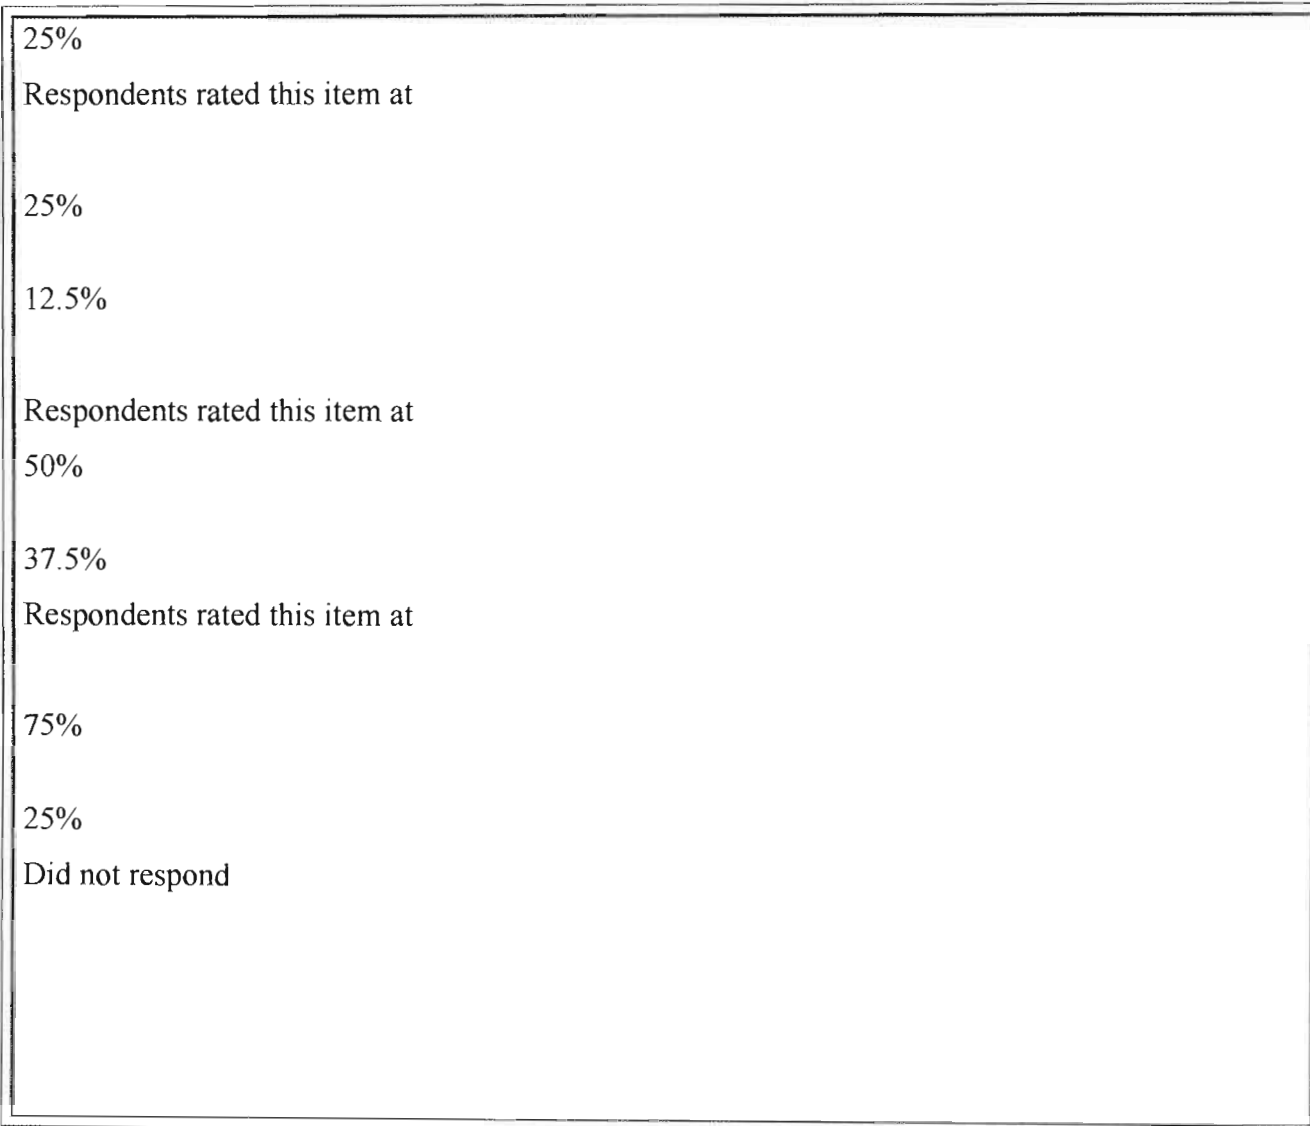 25%
Respondents rated this item at
25%
12.5%
Respondents rated this item at
50%
37.5%
Respondents rated this item at
75%
25%
Did not respond